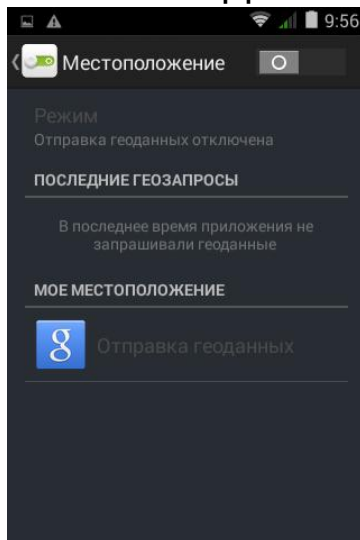 9:56
Местоположение
Режим
Отправка геоданных отключена
ПОСЛЕДНИЕ ГЕОЗАПРОСЫ
В последнее время приложения не
запрашивали геоданные
МОЕ МЕСТОПОЛОЖЕНИЕ
g Отправка геоданных